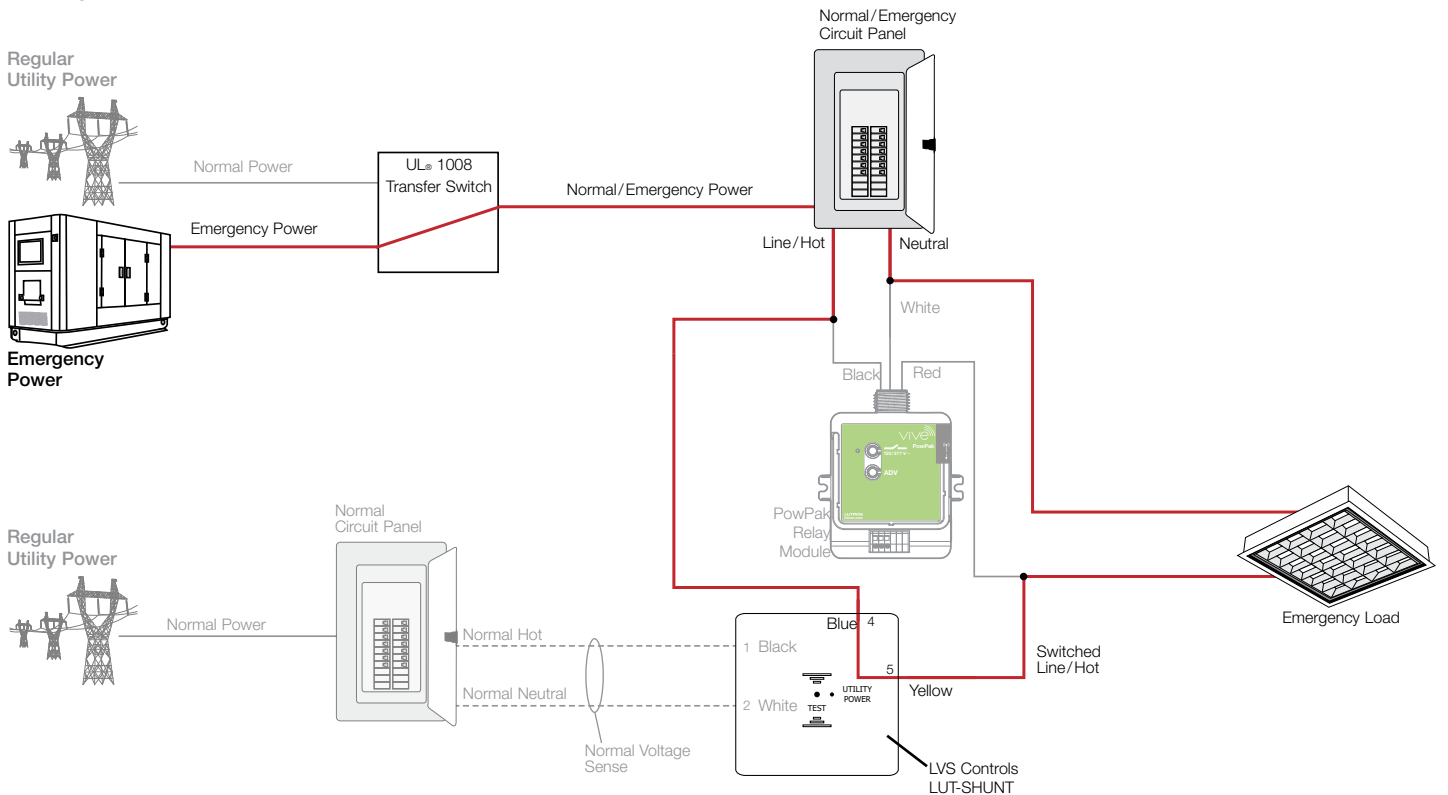 Normal/Emergency
Circuit Panel
Regular
Utility Power
Normal Power
UL® 1008
Transfer Switch
Normal/Emergency Power
Emergency Power
Line/Hot
Neutral
Emergency
Power
White
Black
Red
vive
PowPak
ADV
LUTRON
PowPak
Relay
Module
Normal
Circuit Panel
Regular
Utility Power
Normal Power
Normal Hot
Normal Neutral
Normal Voltage
Sense
Blue 4
1 Black
5
Yellow
2 White
TEST
UTILITY
POWER
Switched
Line/Hot
Emergency Load
LVS Controls
LUT-SHUNT